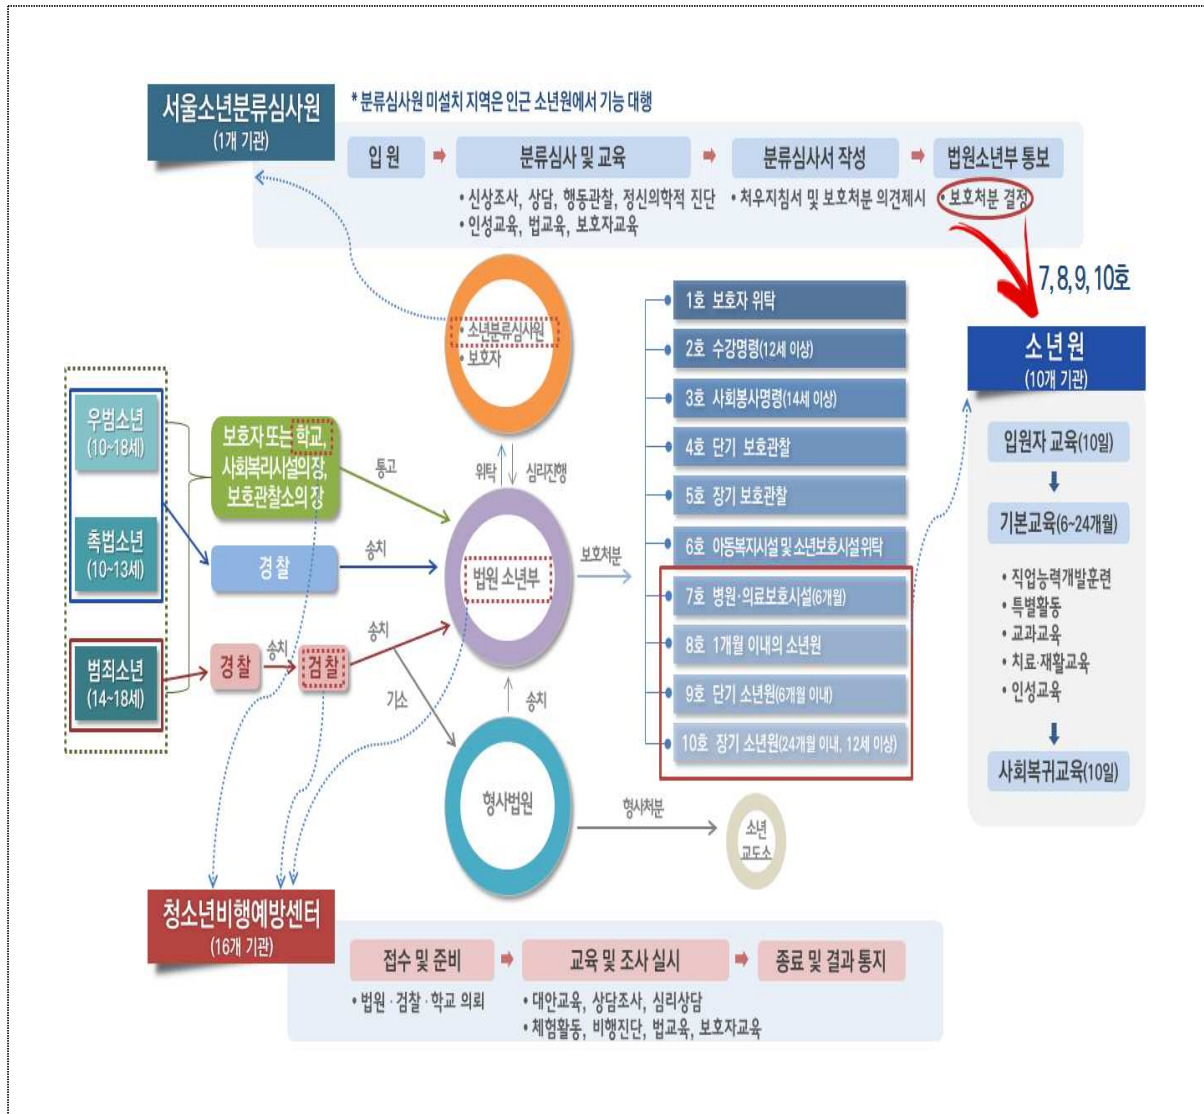 서울소년분류심사원
(1개 기관)
* 분류심사원 미설치 지역은 인근 소년원에서 기능 대행
입 원
분류심사 및 교육
분류심사서 작성
법원소년부 통보
• 신상조사, 상담, 행동관찰, 정신의학적 진단
• 인성교육, 법교육, 보호자교육
• 처우지침서 및 보호처분 의견제시
• 보호처분 결정
7, 8, 9, 10호
• 소년분류심사원
• 보호자
위탁
심리진행
우범소년
(10~18세)
촉법소년
(10~13세)
범죄소년
(14~18세)
보호자 또는 학교,
사회복리시설의 장,
보호관찰소의 장
통고
경찰
송치
경찰
송치
검찰
송치
기소
법원 소년부
보호처분
송치
형사법원
형사처분
소년
교도소
1호 보호자 위탁
2호 수강명령(12세 이상)
3호 사회봉사명령(14세 이상)
4호 단기 보호관찰
5호 장기 보호관찰
6호 아동복지시설 및 소년보호시설 위탁
7호 병원·의료보호시설(6개월)
8호 1개월 이내의 소년원
9호 단기 소년원(6개월 이내)
10호 장기 소년원(24개월 이내, 12세 이상)
소 년 원
(10개 기관)
입원자 교육(10일)
기본교육(6~24개월)
• 직업능력개발훈련
• 특별활동
• 교과교육
• 치료·재활교육
• 인성교육
사회복귀교육(10일)
청소년비행예방센터
(16개 기관)
접수 및 준비
교육 및 조사 실시
종료 및 결과 통지
• 법원 · 검찰 · 학교 의뢰
• 대안교육, 상담조사, 심리상담
• 체험활동, 비행진단, 법교육, 보호자교육